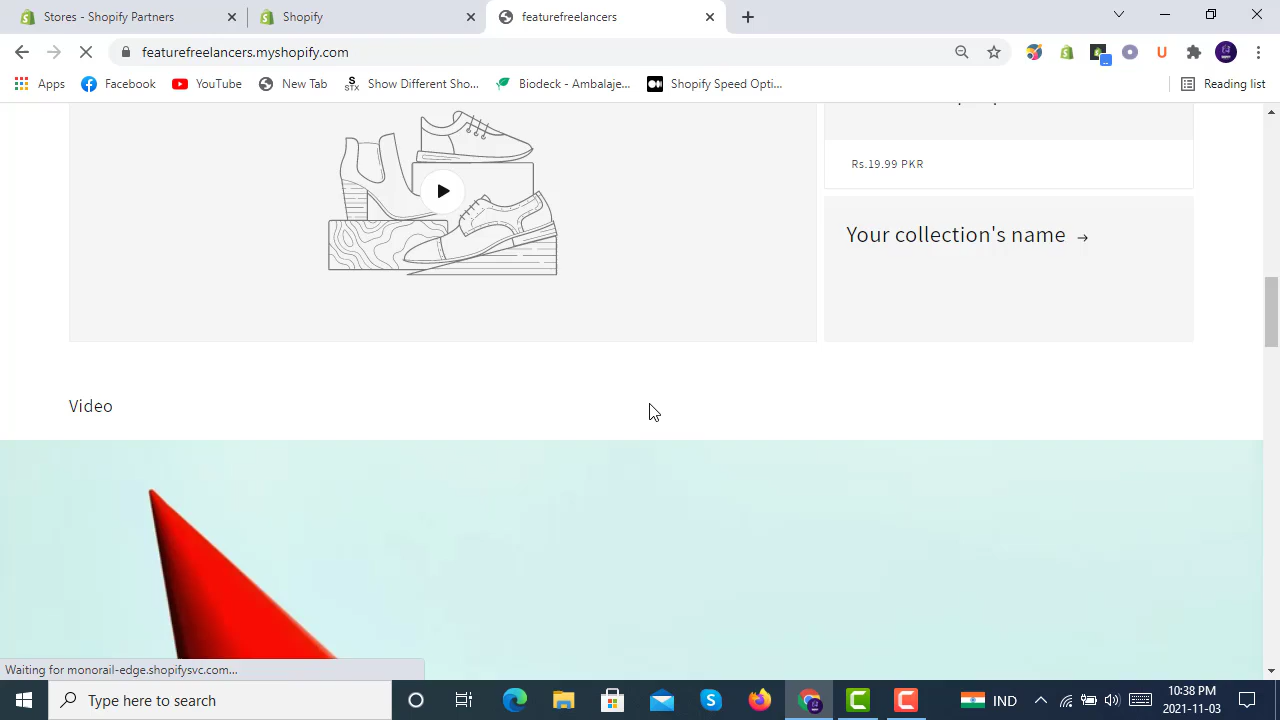 Stores - Shopify Partners
Shopify
featurefreelancers
featurefreelancers.myshopify.com
Apps
Facebook
YouTube
New Tab
Show Different Sho...
Biodeck - Ambalaje...
Shopify Speed Opti...
Reading list
Rs.19.99 PKR
Your collection's name →
Video
Waiting for monorail-edge.shopifysvc.com...
Type here to search
IND
10:38 PM
2021-11-03